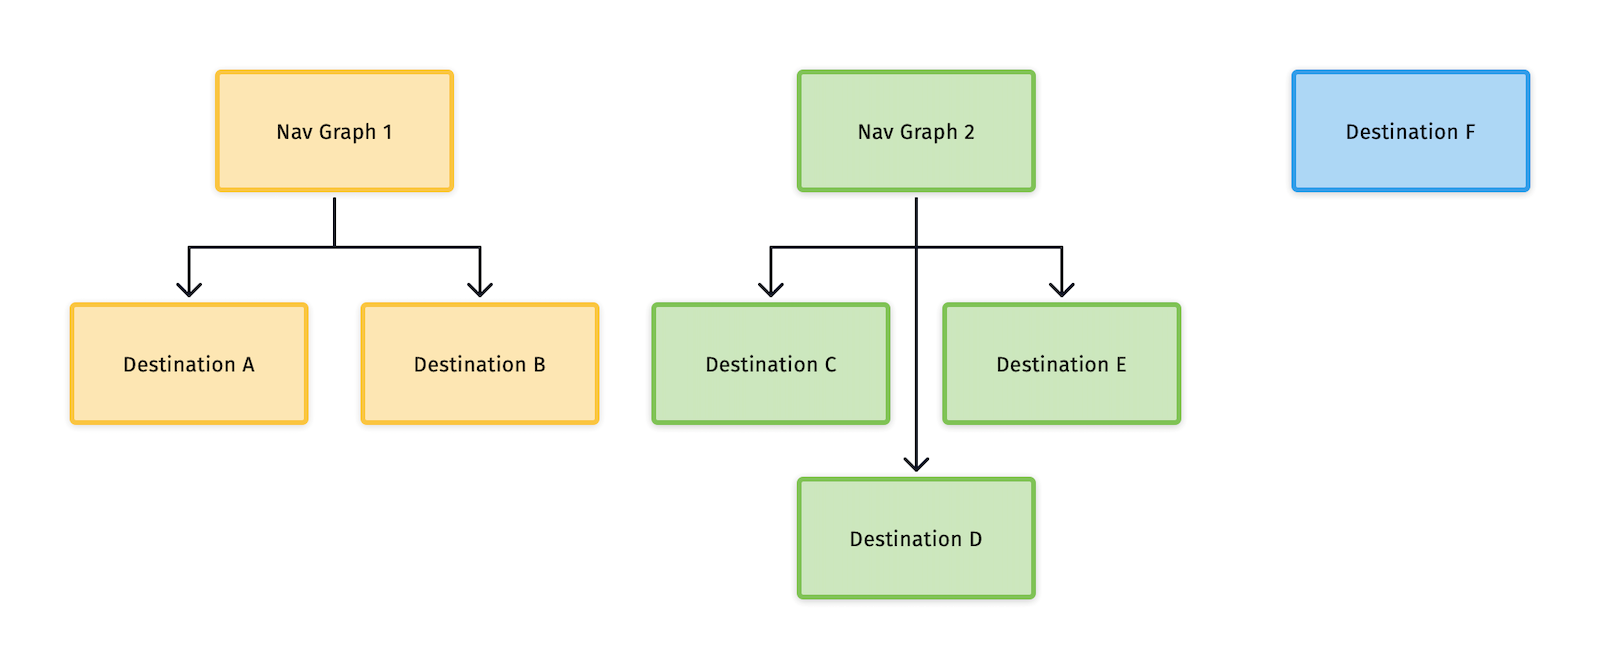 Nav Graph 1
Nav Graph 2
Destination F
Destination A
Destination B
Destination C
Destination E
Destination D